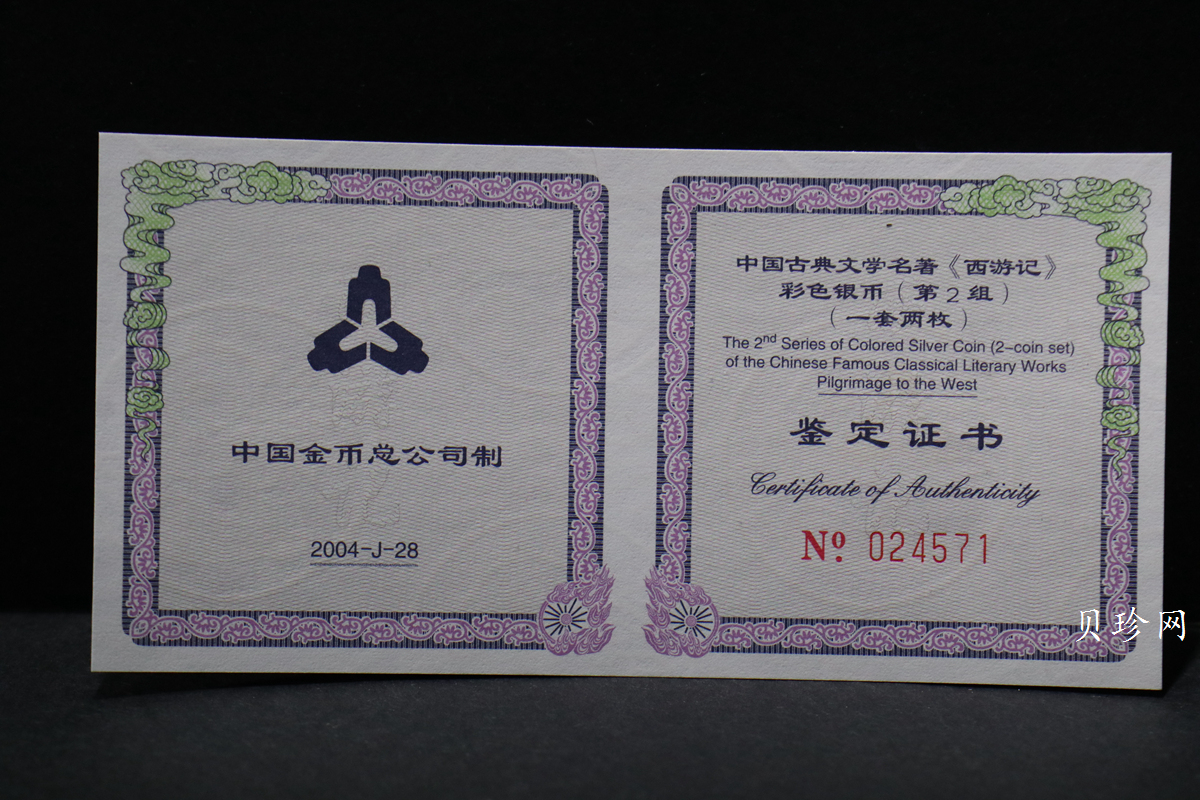 中国金币总公司制
2004-J-28
中国古典文学名著《西游记》
彩色银币（第2组）
（一套两枚）
The 2nd Series of Colored Silver Coin (2-coin set)
of the Chinese Famous Classical Literary Works
Pilgrimage to the West
鉴定证书
Certificate of Authenticity
Nº 024571
贝珍网